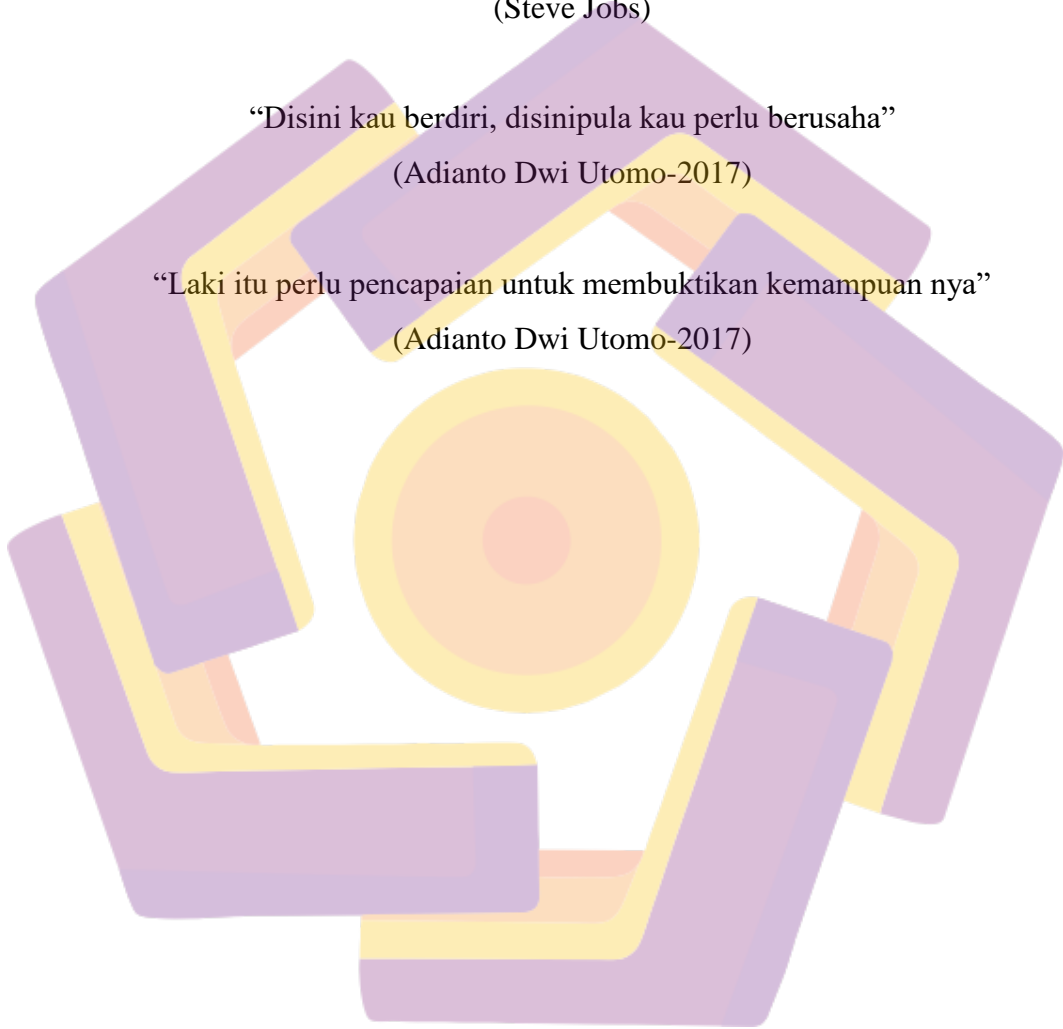 (Steve Jobs)
“Disini kau berdiri, disinipula kau perlu berusaha”
(Adianto Dwi Utomo-2017)
“Laki itu perlu pencapaian untuk membuktikan kemampuan nya”
(Adianto Dwi Utomo-2017)